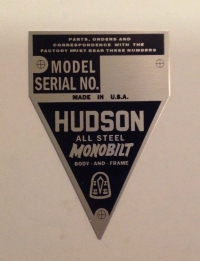 PARTS, ORDERS AND
CORRESPONDENCE WITH THE
FACTORY MUST BEAR THESE NUMBERS
MODEL
SERIAL NO.
MADE IN U.S.A.
HUDSON
ALL STEEL
MONOBILT
BODY-AND-FRAME